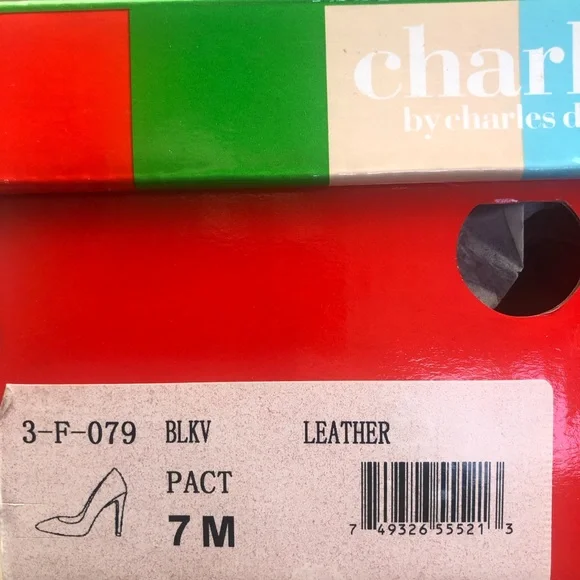 charl
by charles d
3-F-079 BLKV LEATHER
PACT
7 M
7 49326 55521 3